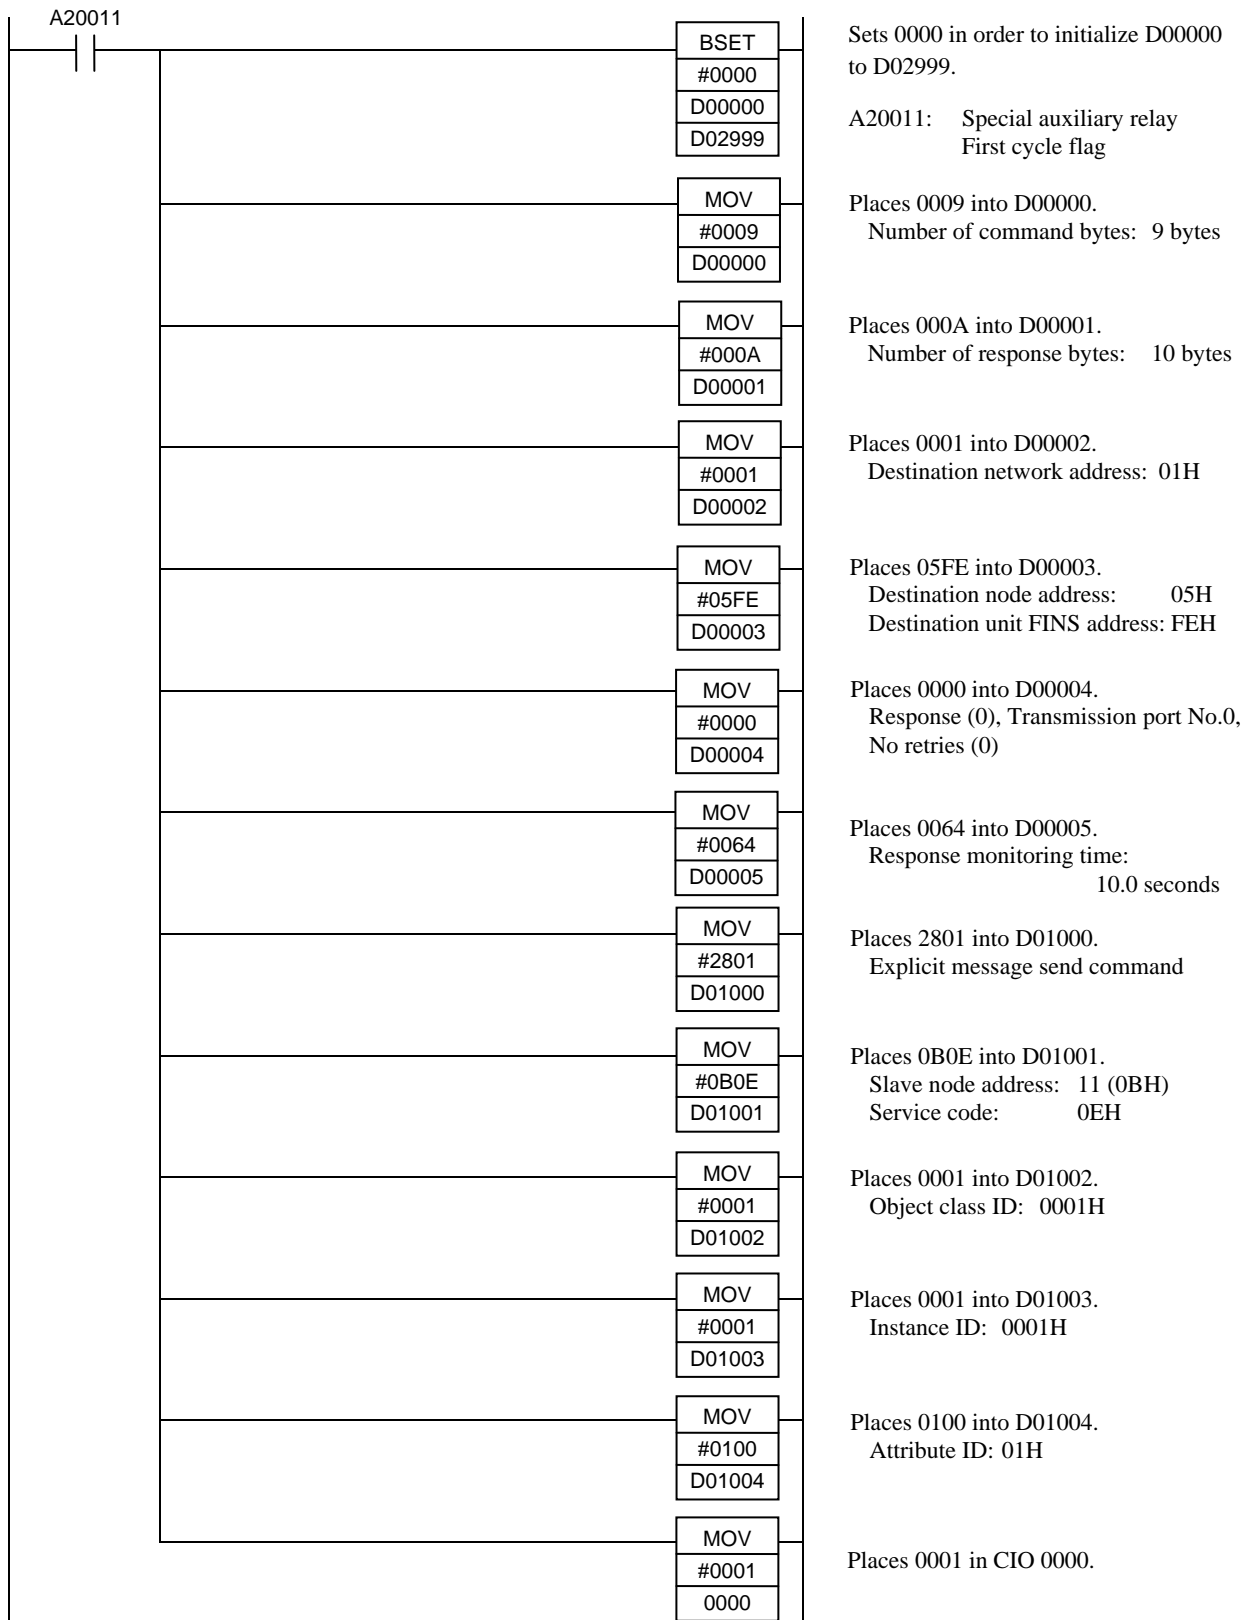 A20011
BSET
#0000
D00000
D02999
Sets 0000 in order to initialize D00000
to D02999.
A20011: Special auxiliary relay
First cycle flag
MOV
#0009
D00000
Places 0009 into D00000.
Number of command bytes: 9 bytes
MOV
#000A
D00001
Places 000A into D00001.
Number of response bytes: 10 bytes
MOV
#0001
D00002
Places 0001 into D00002.
Destination network address: 01H
MOV
#05FE
D00003
Places 05FE into D00003.
Destination node address: 05H
Destination unit FINS address: FEH
MOV
#0000
D00004
Places 0000 into D00004.
Response (0), Transmission port No.0,
No retries (0)
MOV
#0064
D00005
Places 0064 into D00005.
Response monitoring time:
10.0 seconds
MOV
#2801
D01000
Places 2801 into D01000.
Explicit message send command
MOV
#0B0E
D01001
Places 0B0E into D01001.
Slave node address: 11 (0BH)
Service code: 0EH
MOV
#0001
D01002
Places 0001 into D01002.
Object class ID: 0001H
MOV
#0001
D01003
Places 0001 into D01003.
Instance ID: 0001H
MOV
#0100
D01004
Places 0100 into D01004.
Attribute ID: 01H
MOV
#0001
0000
Places 0001 in CIO 0000.